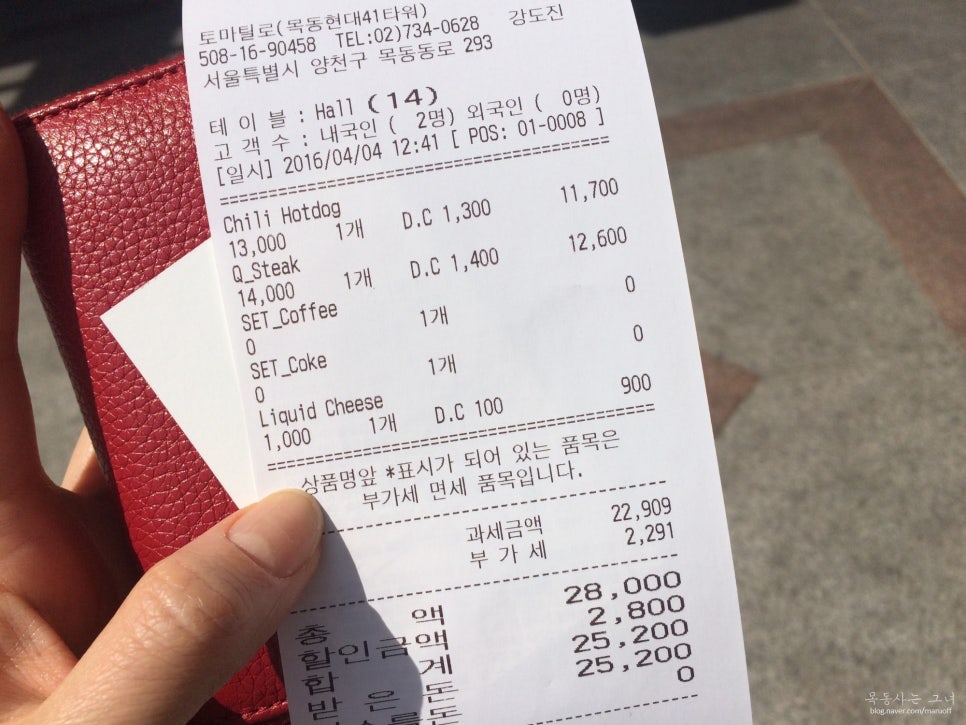 토마틸로(목동현대41타워) 강도진
508-16-90458 TEL:02)734-0628
서울특별시 양천구 목동동로 293
테 이 블 : Hall (14)
고 객 수 : 내국인 ( 2명) 외국인 ( 0명)
[일시] 2016/04/04 12:41 [ POS: 01-0008 ]
Chili Hotdog
13,000 1개 D.C 1,300 11,700
Q_Steak
14,000 1개 D.C 1,400 12,600
SET_Coffee
0 1개 0
SET_Coke
0 1개 0
Liquid Cheese
1,000 1개 D.C 100 900
상품명앞 *표시가 되어 있는 품목은
부가세 면세 품목입니다.
과세금액 22,909
부 가 세 2,291
총 액 28,000
할인금액 2,800
합 계 25,200
받 은 돈 25,200
0
목동사는 그녀
blog.naver.com/maruoff